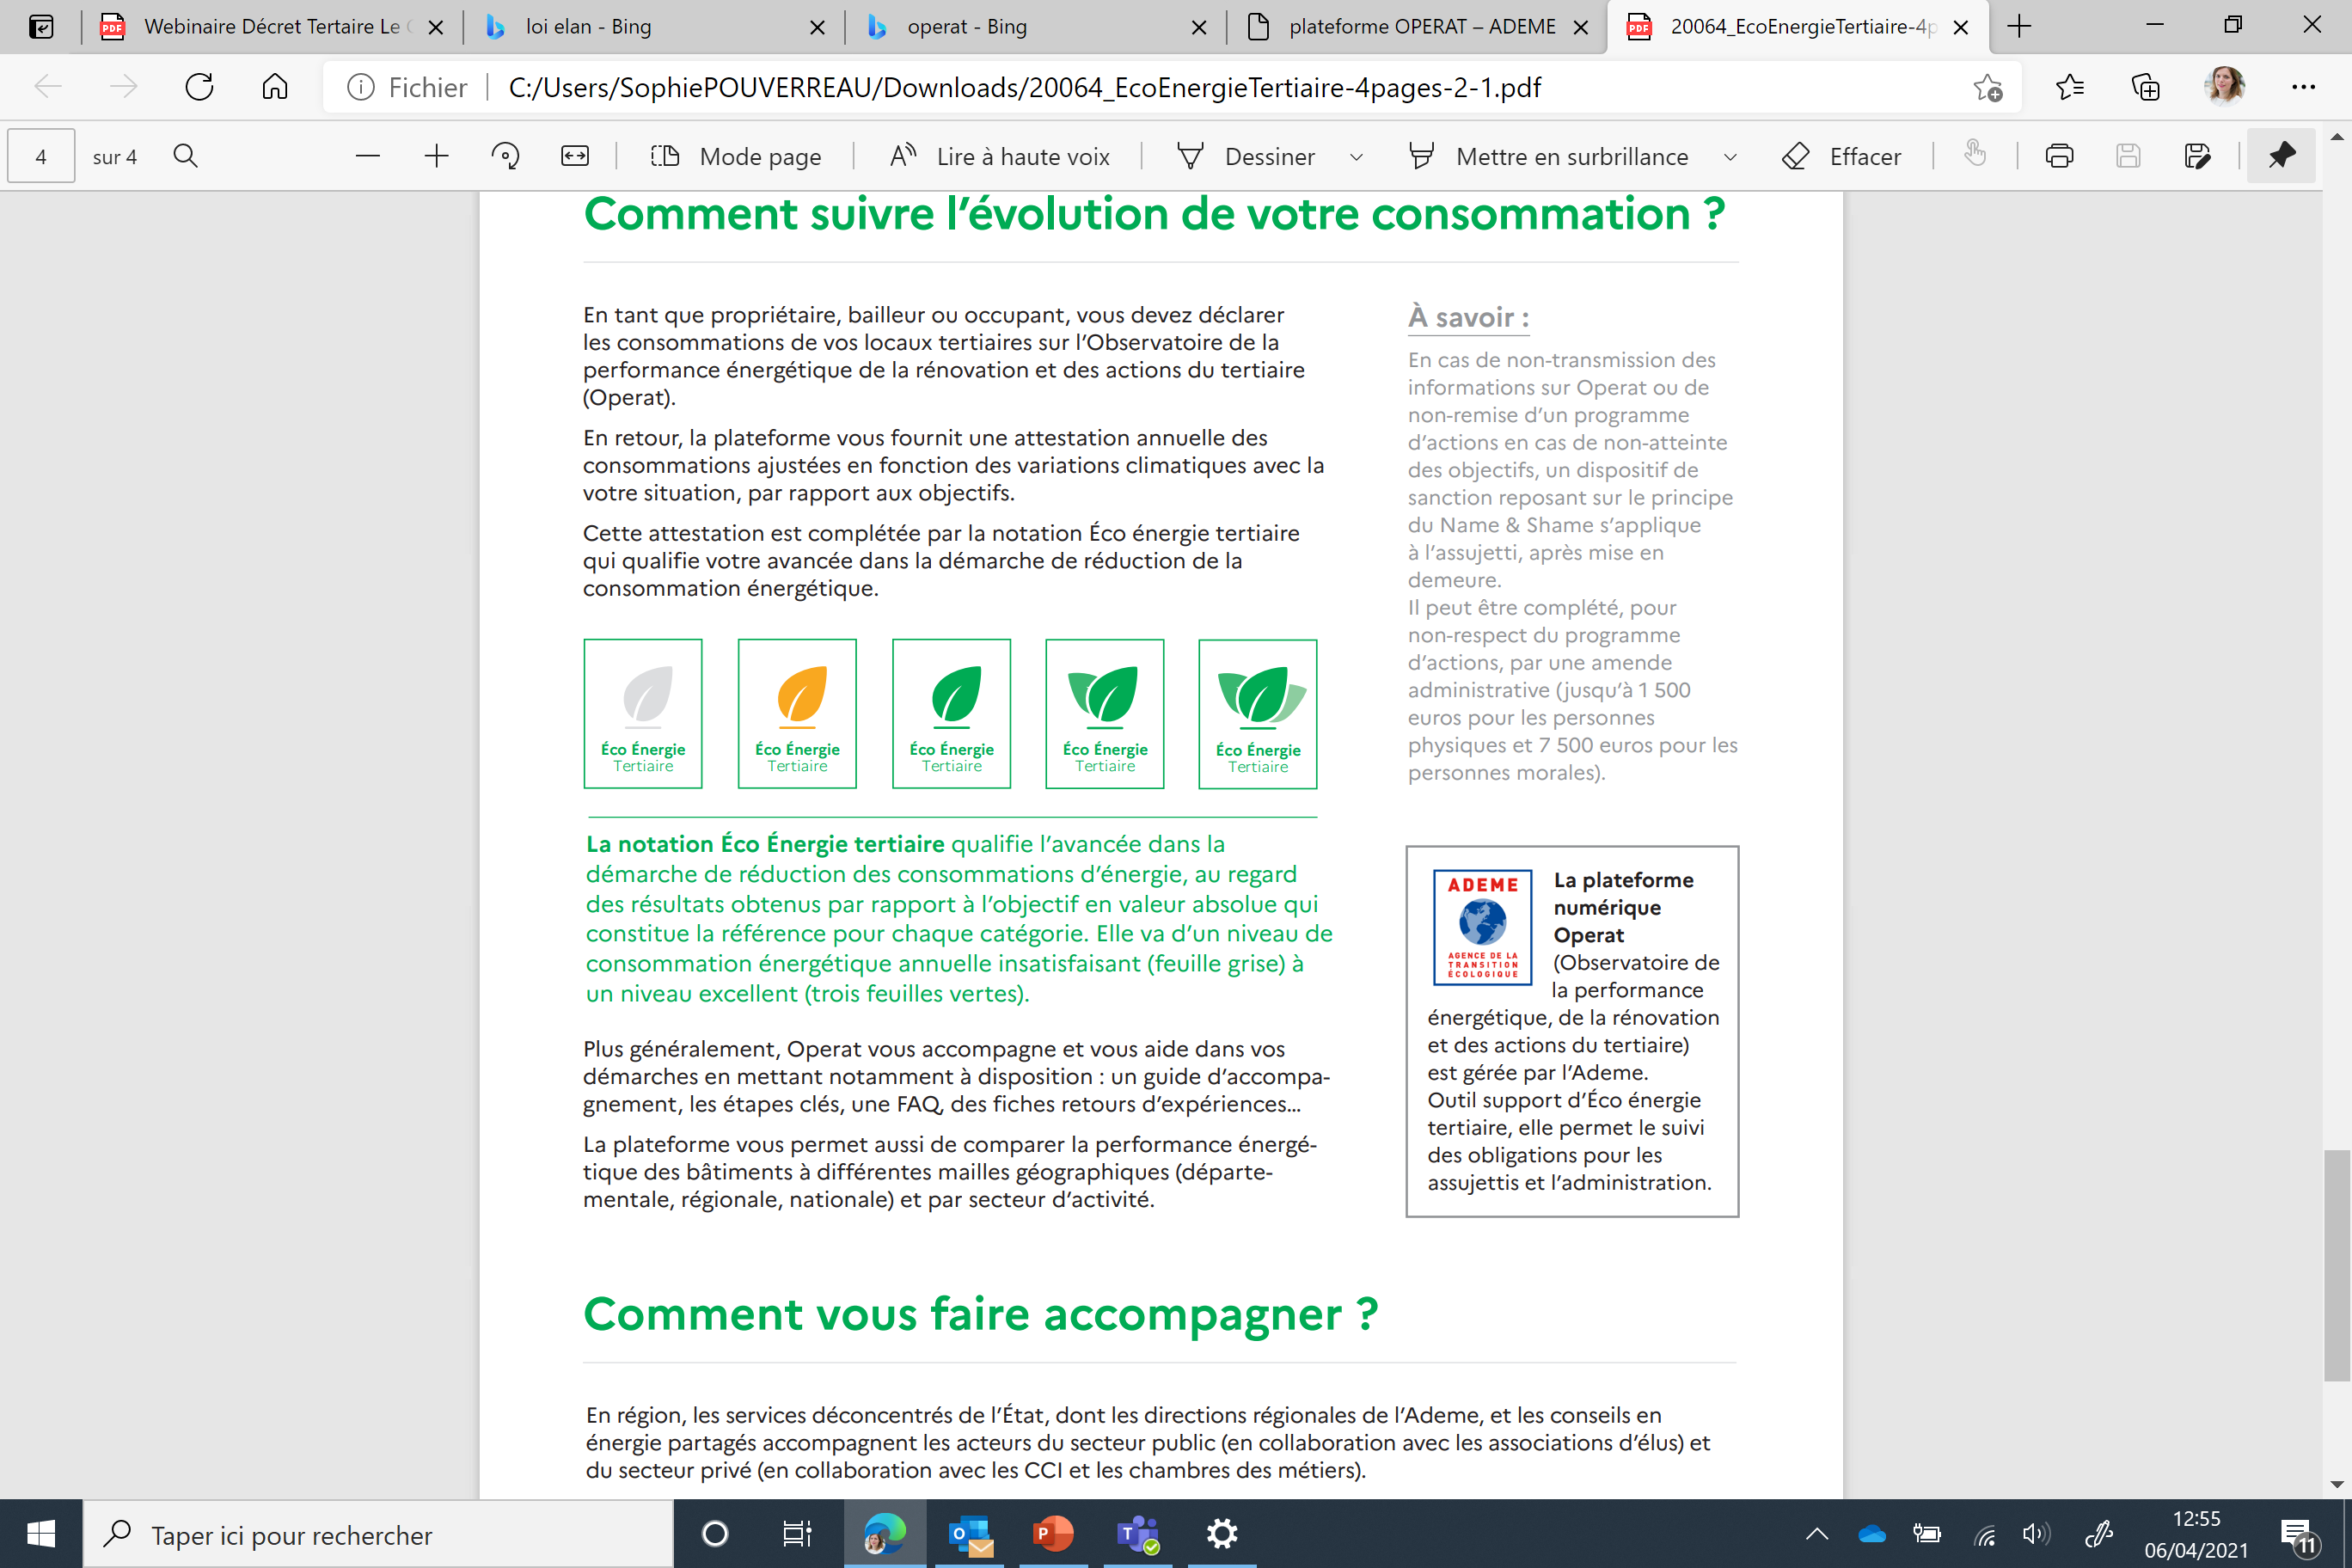 Webinaire Décret Tertaire Le
loi elan - Bing
operat - Bing
plateforme OPERAT – ADEME
20064_EcoEnergieTertiaire-4p
Fichier
C:/Users/SophiePOUVERREAU/Downloads/20064_EcoEnergieTertiaire-4pages-2-1.pdf
4 sur 4
Mode page
Lire à haute voix
Dessiner
Mettre en surbrillance
Effacer
Comment suivre l’évolution de votre consommation ?
En tant que propriétaire, bailleur ou occupant, vous devez déclarer
les consommations de vos locaux tertiaires sur l’Observatoire de la
performance énergétique de la rénovation et des actions du tertiaire
(Operat).
En retour, la plateforme vous fournit une attestation annuelle des
consommations ajustées en fonction des variations climatiques avec la
votre situation, par rapport aux objectifs.
Cette attestation est complétée par la notation Éco énergie tertiaire
qui qualifie votre avancée dans la démarche de réduction de la
consommation énergétique.
Éco Énergie
Tertiaire
Éco Énergie
Tertiaire
Éco Énergie
Tertiaire
Éco Énergie
Tertiaire
Éco Énergie
Tertiaire
La notation Éco Énergie tertiaire qualifie l’avancée dans la
démarche de réduction des consommations d’énergie, au regard
des résultats obtenus par rapport à l’objectif en valeur absolue qui
constitue la référence pour chaque catégorie. Elle va d’un niveau de
consommation énergétique annuelle insatisfaisant (feuille grise) à
un niveau excellent (trois feuilles vertes).
Plus généralement, Operat vous accompagne et vous aide dans vos
démarches en mettant notamment à disposition : un guide d’accompa-
gnement, les étapes clés, une FAQ, des fiches retours d’expériences…
La plateforme vous permet aussi de comparer la performance énergé-
tique des bâtiments à différentes mailles géographiques (départe-
mentale, régionale, nationale) et par secteur d’activité.
À savoir :
En cas de non-transmission des
informations sur Operat ou de
non-remise d’un programme
d’actions en cas de non-atteinte
des objectifs, un dispositif de
sanction reposant sur le principe
du Name & Shame s’applique
à l’assujetti, après mise en
demeure.
Il peut être complété, pour
non-respect du programme
d’actions, par une amende
administrative (jusqu’à 1 500
euros pour les personnes
physiques et 7 500 euros pour les
personnes morales).
ADEME
AGENCE DE LA
TRANSITION
ÉCOLOGIQUE
La plateforme
numérique
Operat
(Observatoire de
la performance
énergétique, de la rénovation
et des actions du tertiaire)
est gérée par l’Ademe.
Outil support d’Éco énergie
tertiaire, elle permet le suivi
des obligations pour les
assujettis et l’administration.
Comment vous faire accompagner ?
En région, les services déconcentrés de l’État, dont les directions régionales de l’Ademe, et les conseils en
énergie partagés accompagnent les acteurs du secteur public (en collaboration avec les associations d’élus) et
du secteur privé (en collaboration avec les CCI et les chambres des métiers).
Taper ici pour rechercher
12:55
06/04/2021
11